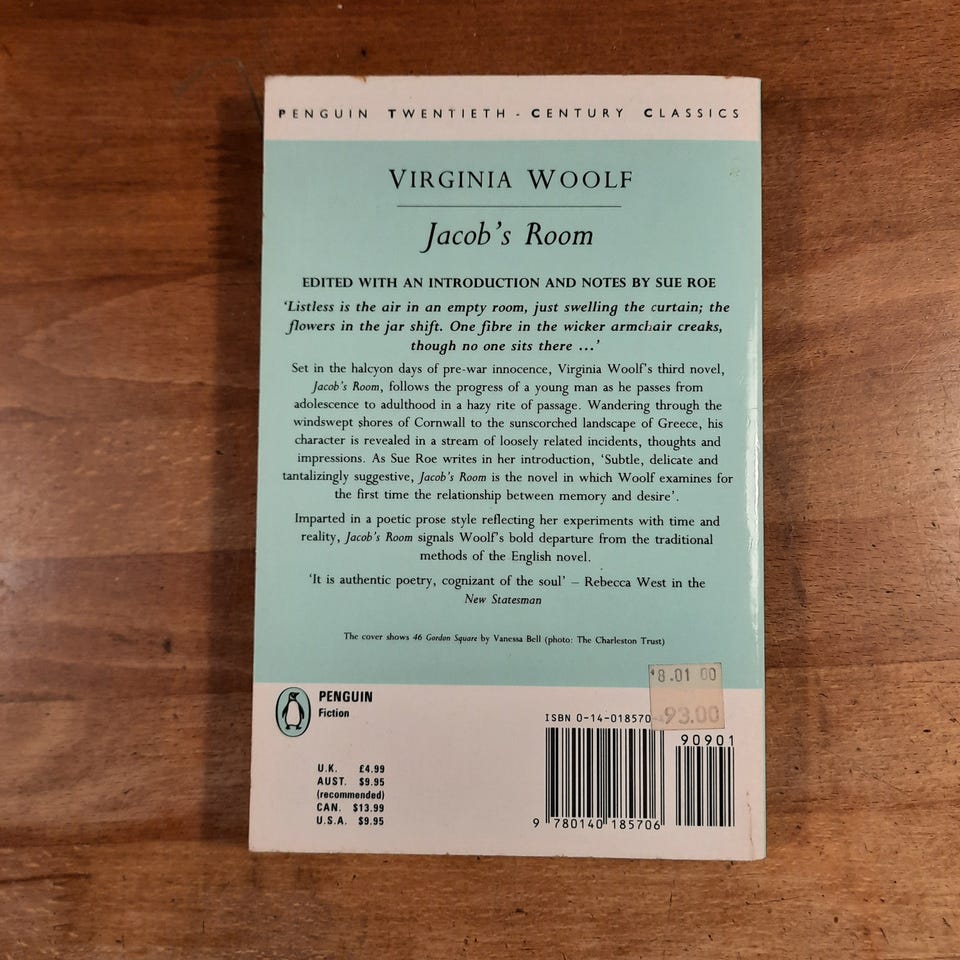 PENGUIN TWENTIETH-CENTURY CLASSICS
VIRGINIA WOOLF
Jacob's Room
EDITED WITH AN INTRODUCTION AND NOTES BY SUE ROE
‘Listless is the air in an empty room, just swelling the curtain; the
flowers in the jar shift. One fibre in the wicker armchair creaks,
though no one sits there ...’
Set in the halcyon days of pre-war innocence, Virginia Woolf's third novel,
Jacob's Room, follows the progress of a young man as he passes from
adolescence to adulthood in a hazy rite of passage. Wandering through the
windswept shores of Cornwall to the sunscorched landscape of Greece, his
character is revealed in a stream of loosely related incidents, thoughts and
impressions. As Sue Roe writes in her introduction, ‘Subtle, delicate and
tantalizingly suggestive, Jacob's Room is the novel in which Woolf examines for
the first time the relationship between memory and desire’.
Imparted in a poetic prose style reflecting her experiments with time and
reality, Jacob's Room signals Woolf's bold departure from the traditional
methods of the English novel.
‘It is authentic poetry, cognizant of the soul’ – Rebecca West in the
New Statesman
The cover shows 46 Gordon Square by Vanessa Bell (photo: The Charleston Trust)
8.01 00
93.00
PENGUIN
Fiction
ISBN 0-14-018570
90901
U.K. £4.99
AUST. $9.95
(recommended)
CAN. $13.99
U.S.A. $9.95
9 780140 185706